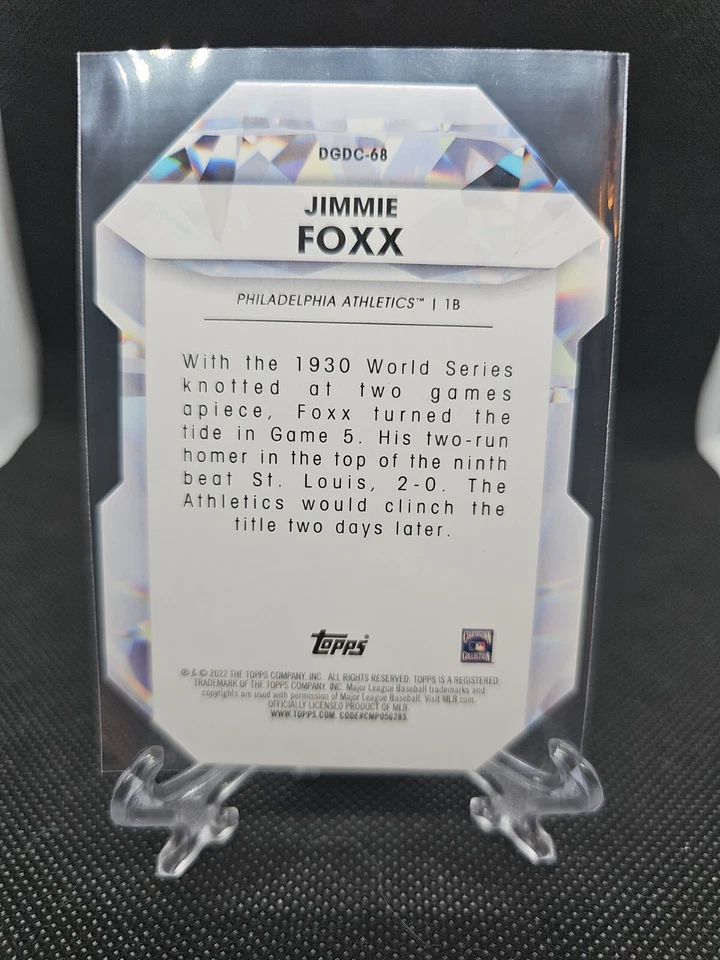 DGDC-68
JIMMIE
FOXX
PHILADELPHIA ATHLETICS™ | 1B
With the 1930 World Series
knotted at two games
apiece, Foxx turned the
tide in Game 5. His two-run
homer in the top of the ninth
beat St. Louis, 2-0. The
Athletics would clinch the
title two days later.
Topps®
COOPERSTOWN
COLLECTION
® & © 2022 THE TOPPS COMPANY, INC. ALL RIGHTS RESERVED. TOPPS IS A REGISTERED
TRADEMARK OF THE TOPPS COMPANY, INC. Major League Baseball trademarks and
copyrights are used with permission of Major League Baseball. Visit MLB.com.
OFFICIALLY LICENSED PRODUCT OF MLB.
WWW.TOPPS.COM CODE#CMP056285